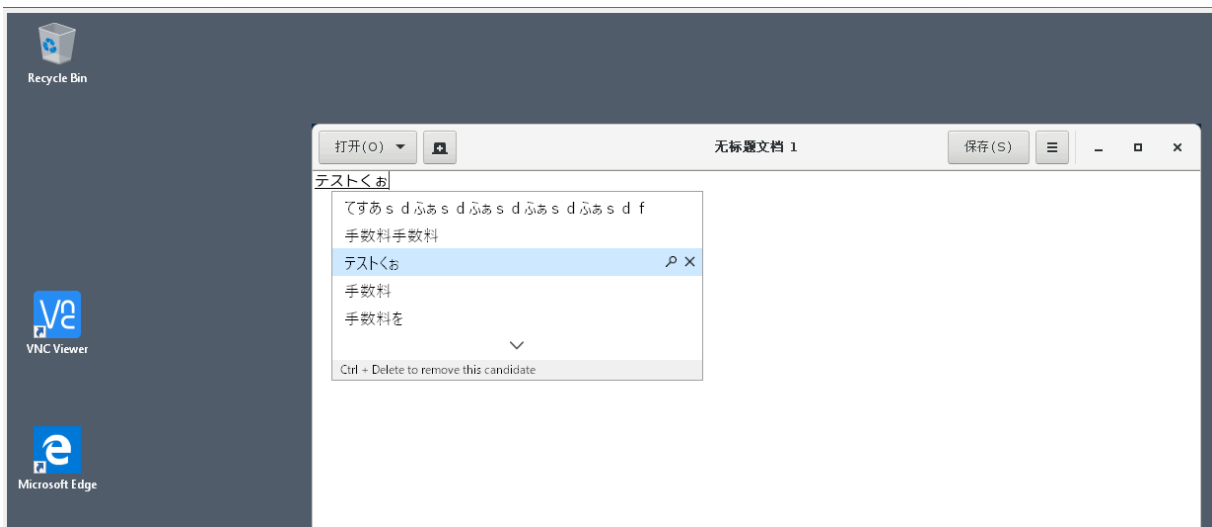 Recycle Bin
打开(O)
无标题文档 1
保存(S)
テストくぉ
てすあｓｄふぁｓｄふぁｓｄふぁｓｄふぁｓｄｆ
手数料手数料
テストくぉ
手数料
手数料を
Ctrl + Delete to remove this candidate
VNC Viewer
Microsoft Edge